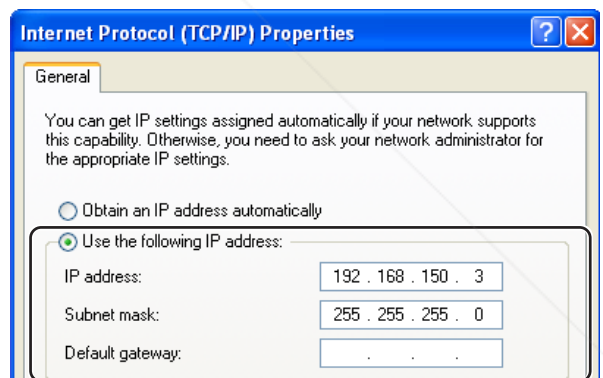 Internet Protocol (TCP/IP) Properties
General
You can get IP settings assigned automatically if your network supports
this capability. Otherwise, you need to ask your network administrator for
the appropriate IP settings.
Obtain an IP address automatically
Use the following IP address:
IP address: 192 . 168 . 150 . 3
Subnet mask: 255 . 255 . 255 . 0
Default gateway: . . .